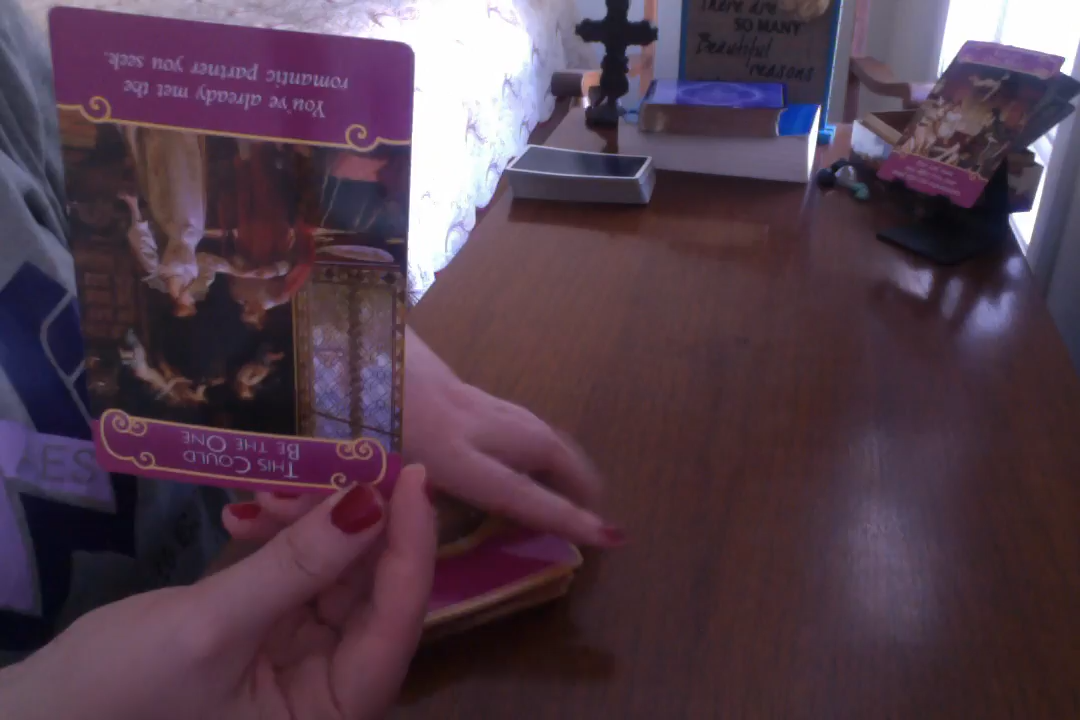 THIS COULD
BE THE ONE
You've already met the
romantic partner you seek.
There are
SO MANY
Beautiful
reasons
ES